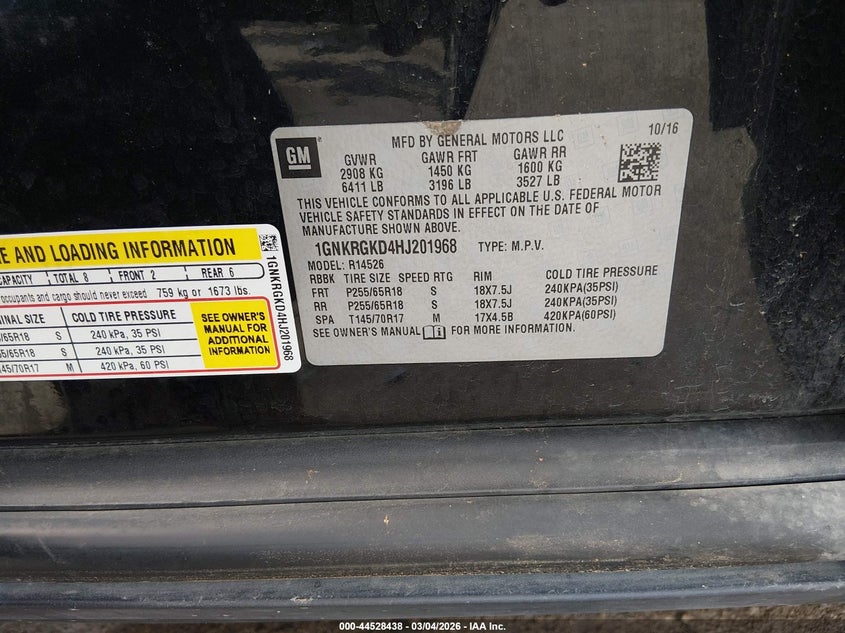 GM
MFD BY GENERAL MOTORS LLC 10/16
GVWR GAWR FRT GAWR RR
2908 KG 1450 KG 1600 KG
6411 LB 3196 LB 3527 LB
THIS VEHICLE CONFORMS TO ALL APPLICABLE U.S. FEDERAL MOTOR
VEHICLE SAFETY STANDARDS IN EFFECT ON THE DATE OF
MANUFACTURE SHOWN ABOVE.
1GNKRGKD4HJ201968 TYPE: M.P.V.
MODEL: R14526
RBBK TIRE SIZE SPEED RTG RIM COLD TIRE PRESSURE
FRT P255/65R18 S 18X7.5J 240KPA(35PSI)
RR P255/65R18 S 18X7.5J 240KPA(35PSI)
SPA T145/70R17 M 17X4.5B 420KPA(60PSI)
SEE OWNER'S MANUAL i FOR MORE INFORMATION.
E AND LOADING INFORMATION
CAPACITY TOTAL 8 FRONT 2 REAR 6
occupants and cargo should never exceed 759 kg or 1673 lbs.
INAL SIZE COLD TIRE PRESSURE
/65R18 S 240 kPa, 35 PSI
5/65R18 S 240 kPa, 35 PSI
145/70R17 M 420 kPa, 60 PSI
SEE OWNER'S
MANUAL FOR
ADDITIONAL
INFORMATION
1GNKRGKD4HJ201968
000-44528438 - 03/04/2026 - IAA Inc.